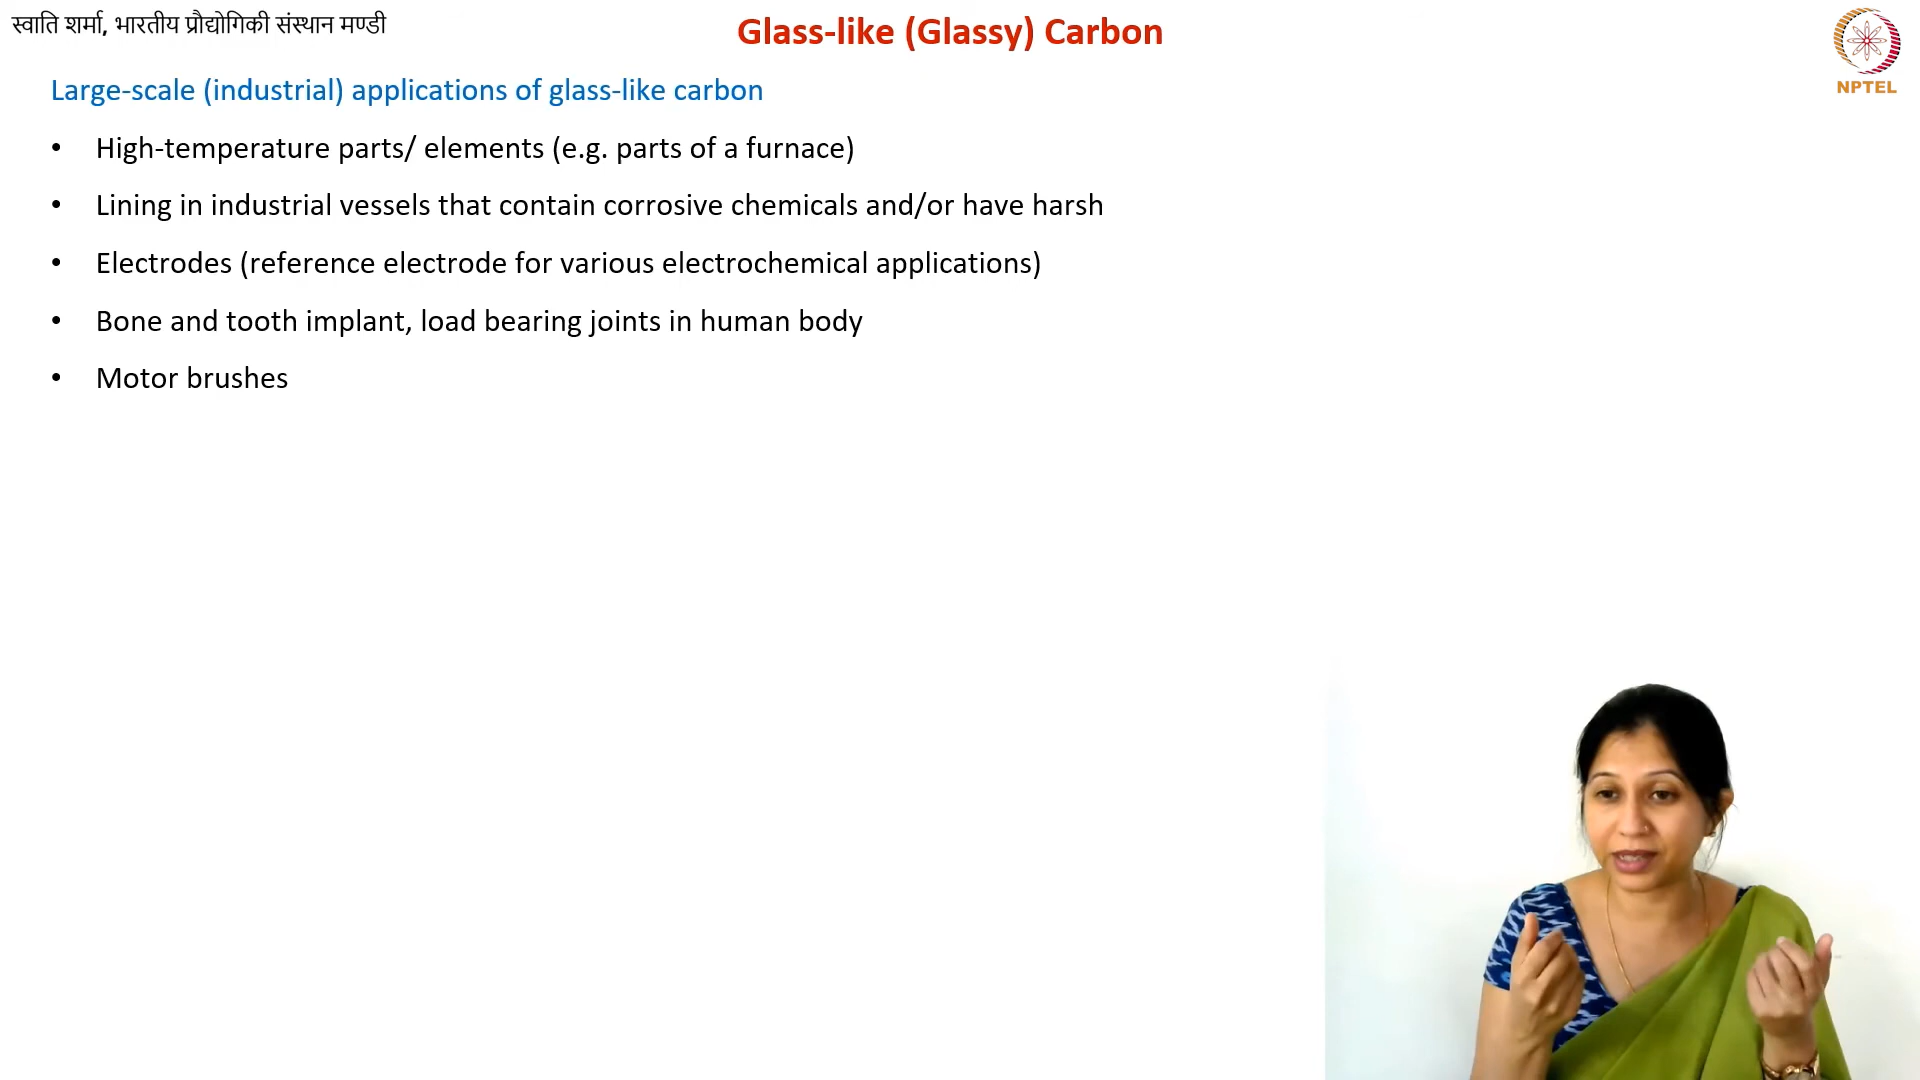 स्वाति शर्मा, भारतीय प्रौद्योगिकी संस्थान मण्डी
Glass-like (Glassy) Carbon
NPTEL
Large-scale (industrial) applications of glass-like carbon
• High-temperature parts/ elements (e.g. parts of a furnace)
• Lining in industrial vessels that contain corrosive chemicals and/or have harsh
• Electrodes (reference electrode for various electrochemical applications)
• Bone and tooth implant, load bearing joints in human body
• Motor brushes